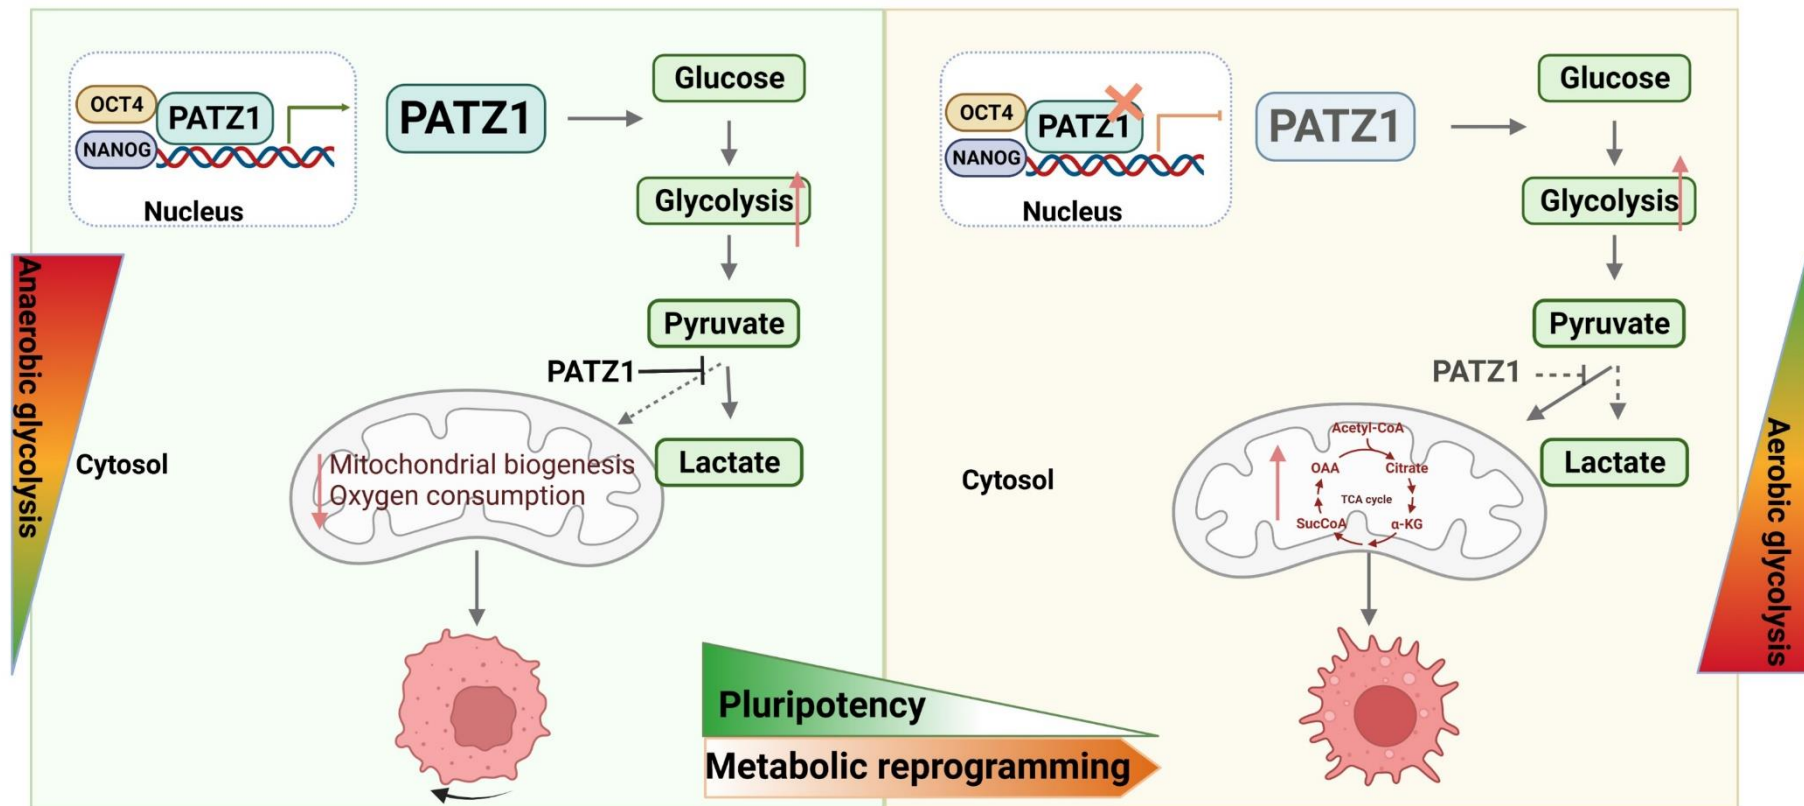 OCT4
PATZ1
NANOG
Nucleus
PATZ1
Glucose
Glycolysis
Pyruvate
PATZ1
Lactate
Mitochondrial biogenesis
Oxygen consumption
Cytosol
Anaerobic glycolysis
OCT4
PATZ1
NANOG
Nucleus
PATZ1
Glucose
Glycolysis
Pyruvate
PATZ1
Lactate
Acetyl-CoA
OAA
Citrate
TCA cycle
SucCoA
α-KG
Cytosol
Aerobic glycolysis
Pluripotency
Metabolic reprogramming